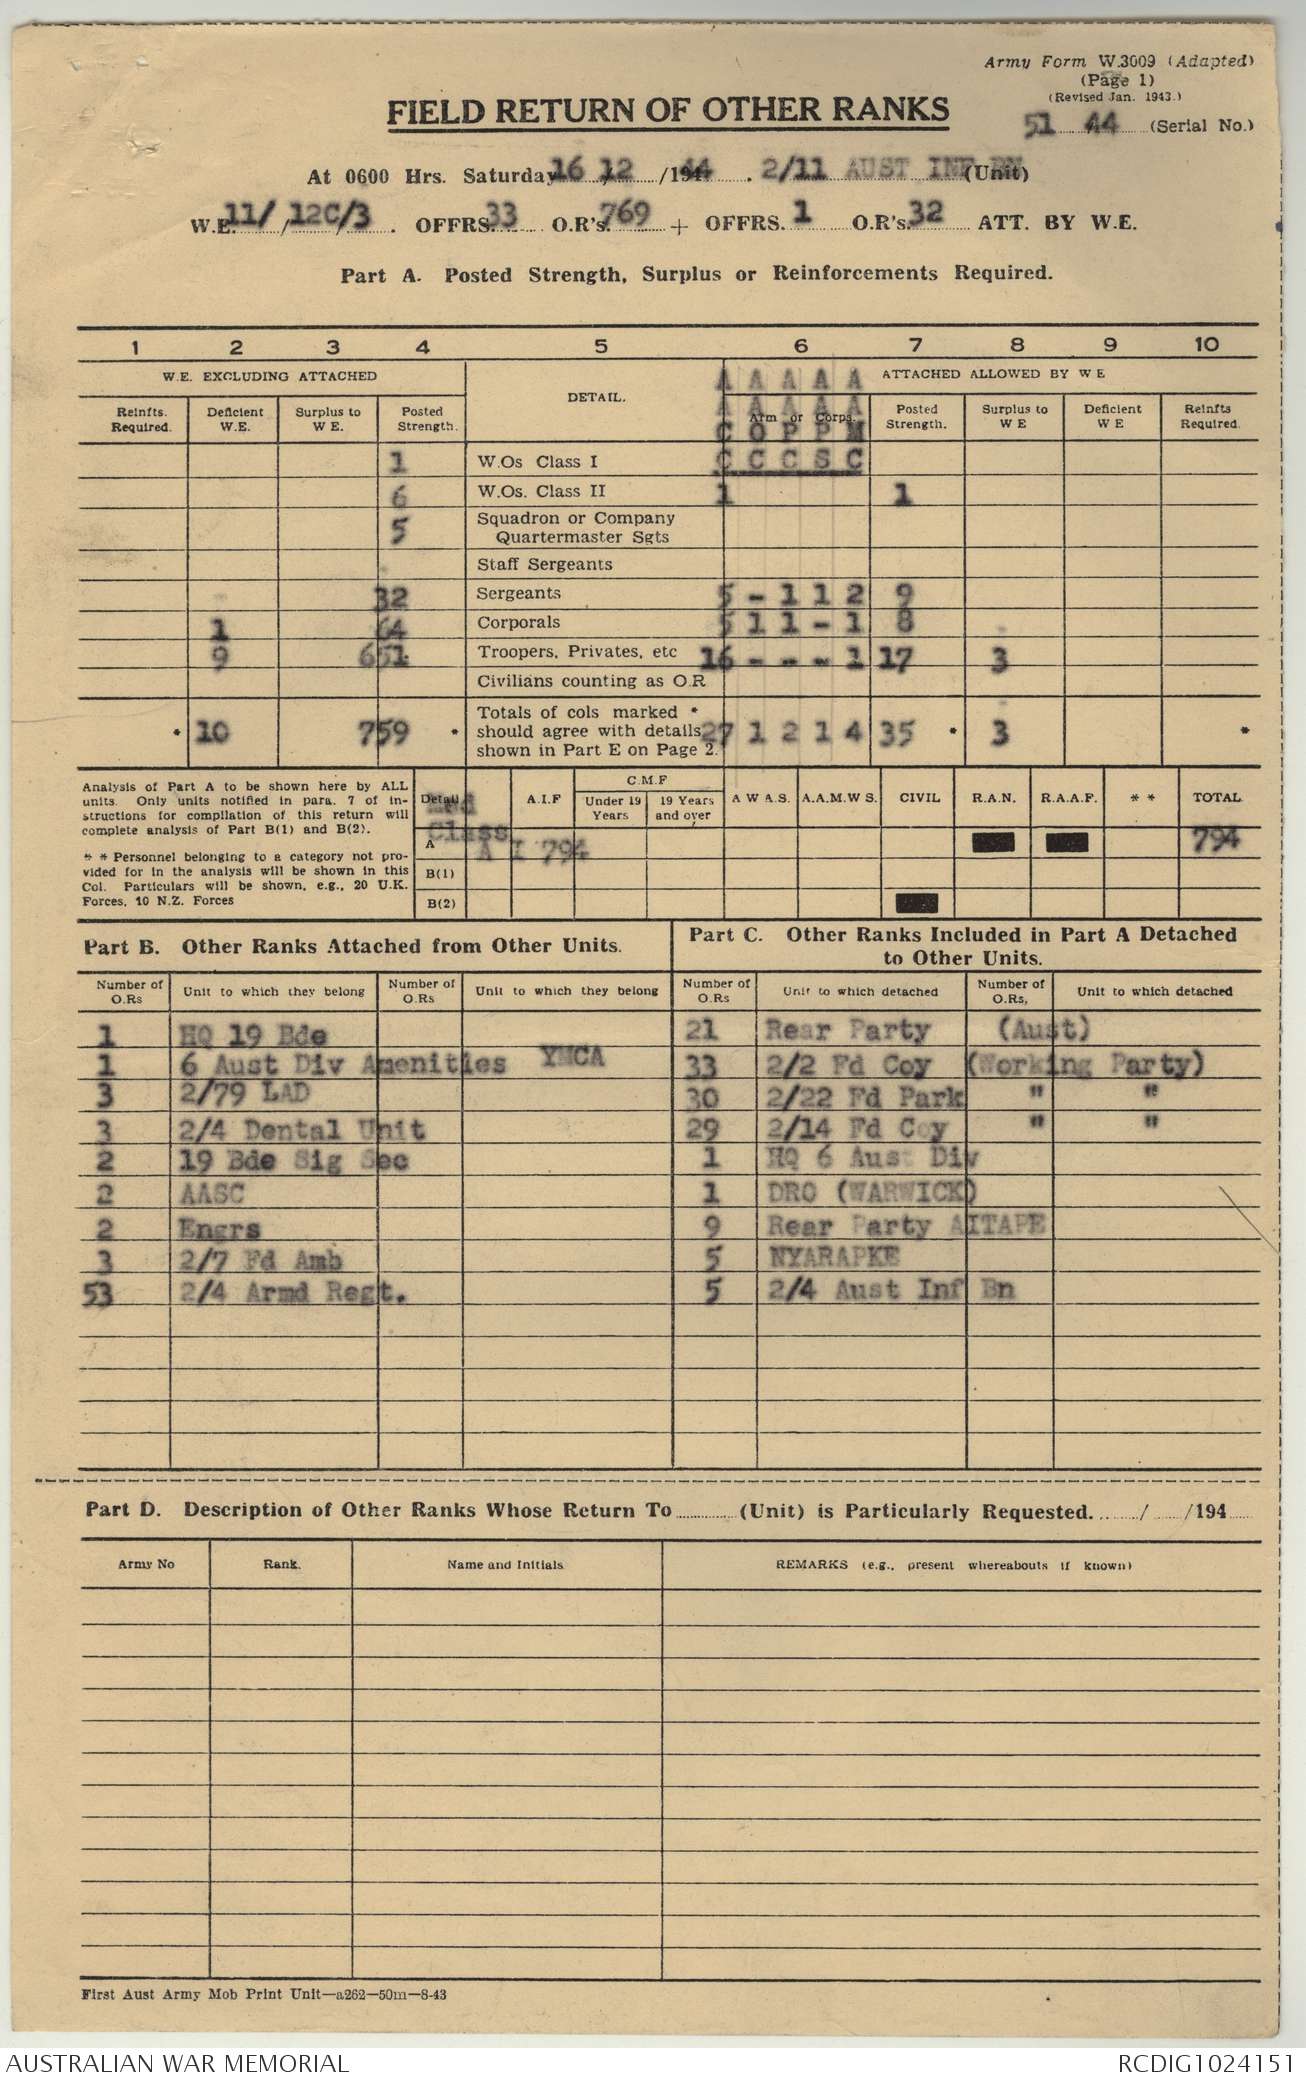 Army Form W.3009 (Adapted)
(Page 1)
(Revised Jan. 1943.)
FIELD RETURN OF OTHER RANKS
51 44 (Serial No.)
At 0600 Hrs. Saturday 16 / 12 /1944 . 2/11 AUST INF BN (Unit)
W.E. 11/ / 12C/3 . OFFRS. 33 O.R's. 769 + OFFRS. 1 O.R's. 32 ATT. BY W.E.
Part A. Posted Strength, Surplus or Reinforcements Required.
1 2 3 4 5 6 7 8 9 10
W.E. EXCLUDING ATTACHED DETAIL. A A A A A ATTACHED ALLOWED BY W E
Reinfts. Required. Deficient W.E. Surplus to W E. Posted Strength. A A A A A Arm or Corps. Posted Strength. Surplus to W E Deficient W E Reinfts Required.
C O P P M
1 W.Os Class I C C C S C
6 W.Os. Class II 1 1
5 Squadron or Company
Quartermaster Sgts
Staff Sergeants
32 Sergeants 5 - 1 1 2 9
1 64 Corporals 5 1 1 - 1 8
9 651 Troopers, Privates, etc 16 - - - 1 17 3
Civilians counting as O.R
Totals of cols marked *
* 10 759 * should agree with details 27 1 2 1 4 35 * 3 *
shown in Part E on Page 2.
Analysis of Part A to be shown here by ALL
units. Only units notified in para. 7 of in-
structions for compilation of this return will
complete analysis of Part B(1) and B(2).
* * Personnel belonging to a category not pro-
vided for in the analysis will be shown in this
Col. Particulars will be shown, e.g., 20 U.K.
Forces, 10 N.Z. Forces
Detail Med A.I.F C.M.F Under 19 Years 19 Years and over A W A.S. A.A.M.W S. CIVIL R.A.N. R.A.A.F. * * TOTAL
Class
A A I 794 794
B(1)
B(2)
Part B. Other Ranks Attached from Other Units.
Number of O.Rs Unit to which they belong Number of O.Rs Unit to which they belong
1 HQ 19 Bde
1 6 Aust Div Amenities YMCA
3 2/79 LAD
3 2/4 Dental Unit
2 19 Bde Sig Sec
2 AASC
2 Engrs
3 2/7 Fd Amb
53 2/4 Armd Regt.
Part C. Other Ranks Included in Part A Detached
to Other Units.
Number of O.Rs Unit to which detached Number of O.Rs, Unit to which detached
21 Rear Party (Aust)
33 2/2 Fd Coy (Working Party)
30 2/22 Fd Park " "
29 2/14 Fd Coy " "
1 HQ 6 Aust Div
1 DRO (WARWICK)
9 Rear Party AITAPE
5 NYARAPKE
5 2/4 Aust Inf Bn
Part D. Description of Other Ranks Whose Return To (Unit) is Particularly Requested. / /194
Army No Rank. Name and Initials REMARKS (e.g., present whereabouts if known)
First Aust Army Mob Print Unit—a262—50m—8-43
AUSTRALIAN WAR MEMORIAL RCDIG1024151